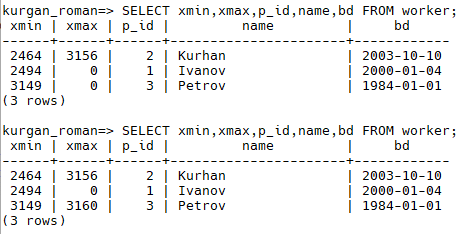 kurgan_roman=> SELECT xmin,xmax,p_id,name,bd FROM worker;
 xmin | xmax | p_id |         name         |     bd
------+------+------+----------------------+------------
 2464 | 3156 |    2 | Kurhan               | 2003-10-10
 2494 |    0 |    1 | Ivanov               | 2000-01-04
 3149 |    0 |    3 | Petrov               | 1984-01-01
(3 rows)
kurgan_roman=> SELECT xmin,xmax,p_id,name,bd FROM worker;
 xmin | xmax | p_id |         name         |     bd
------+------+------+----------------------+------------
 2464 | 3156 |    2 | Kurhan               | 2003-10-10
 2494 |    0 |    1 | Ivanov               | 2000-01-04
 3149 | 3160 |    3 | Petrov               | 1984-01-01
(3 rows)